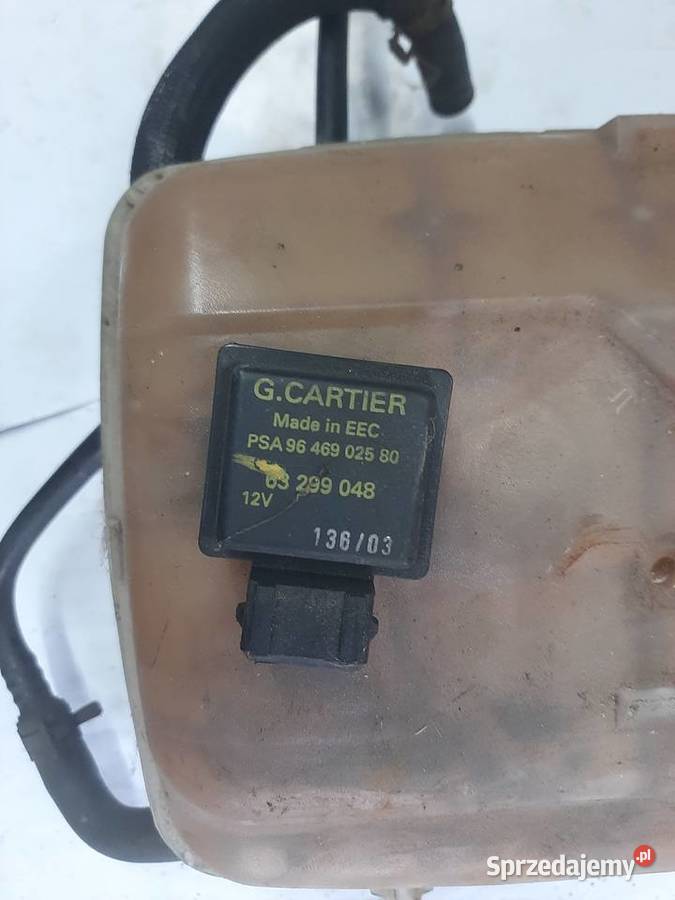 G.CARTIER
Made in EEC
PSA 96 469 025 80
63 299 048
12V
136/03
Sprzedajemy.pl